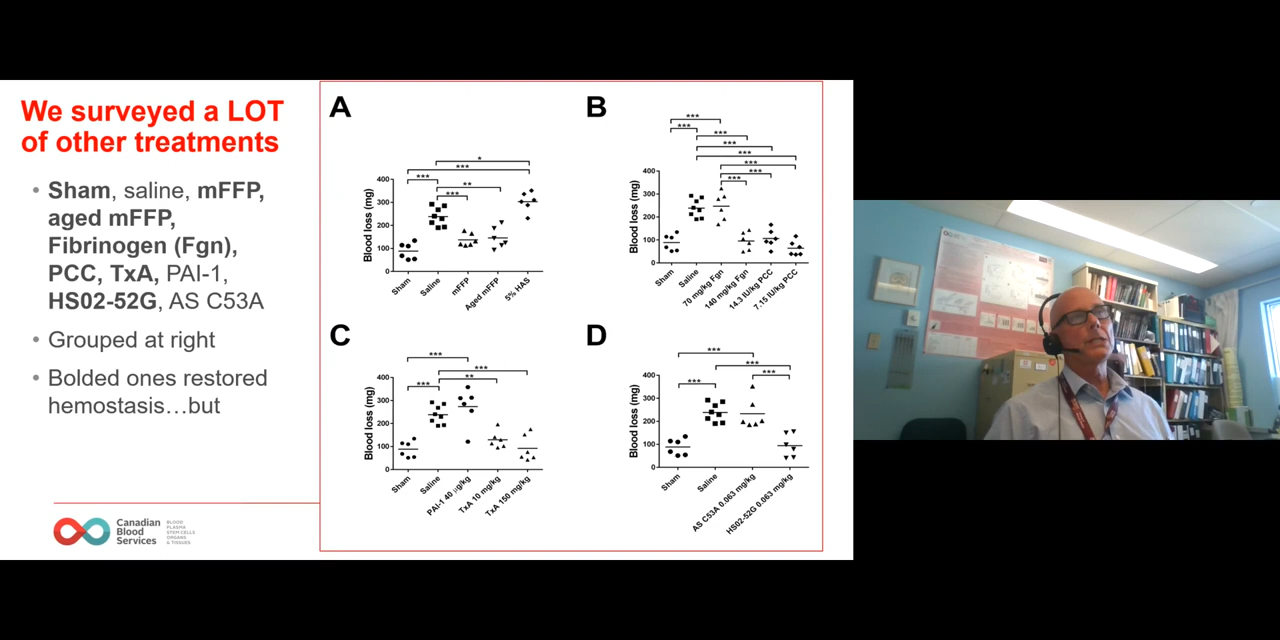 We surveyed a LOT
of other treatments
• Sham, saline, mFFP,
aged mFFP,
Fibrinogen (Fgn),
PCC, TxA, PAI-1,
HS02-52G, AS C53A
• Grouped at right
• Bolded ones restored
hemostasis…but
Canadian
Blood
Services
BLOOD
PLASMA
STEM CELLS
ORGANS
& TISSUES
A
*
***
***
**
***
Blood loss (mg)
400
300
200
100
0
Sham
Saline
mFFP
Aged mFFP
5% HAS
B
***
***
***
***
***
***
***
***
Blood loss (mg)
400
300
200
100
0
Sham
Saline
70 mg/kg Fgn
140 mg/kg Fgn
14.3 IU/kg PCC
7.15 IU/kg PCC
C
***
***
***
**
Blood loss (mg)
400
300
200
100
0
Sham
Saline
PAI-1 40 μg/kg
TxA 10 mg/kg
TxA 150 mg/kg
D
***
***
***
***
Blood loss (mg)
400
300
200
100
0
Sham
Saline
AS C53A 0.063 mg/kg
HS02-52G 0.063 mg/kg